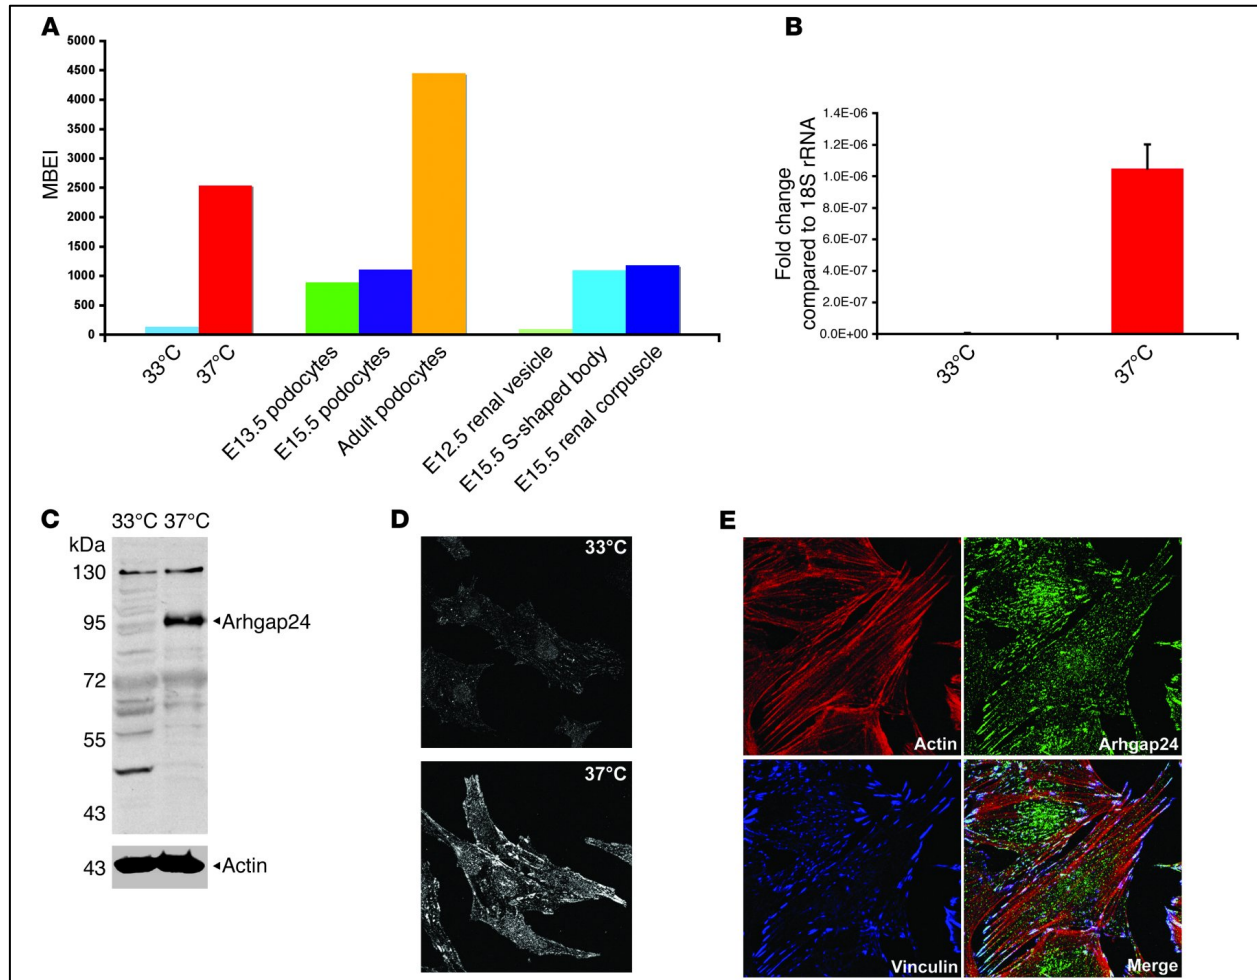 A
5000
4500
4000
3500
3000
2500
2000
1500
1000
500
0
MBEI
33°C
37°C
E13.5 podocytes
E15.5 podocytes
Adult podocytes
E12.5 renal vesicle
E15.5 S-shaped body
E15.5 renal corpuscle
B
Fold change
compared to 18S rRNA
1.4E-06
1.2E-06
1.0E-06
8.0E-07
6.0E-07
4.0E-07
2.0E-07
0.0E+00
33°C
37°C
C
33°C 37°C
kDa
130
95
Arhgap24
72
55
43
43
Actin
D
33°C
37°C
E
Actin
Arhgap24
Vinculin
Merge